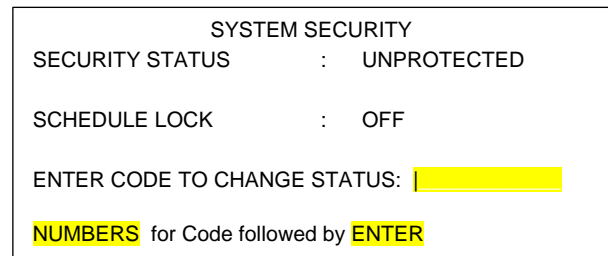 SYSTEM SECURITY
SECURITY STATUS : UNPROTECTED
SCHEDULE LOCK : OFF
ENTER CODE TO CHANGE STATUS: |
NUMBERS for Code followed by ENTER